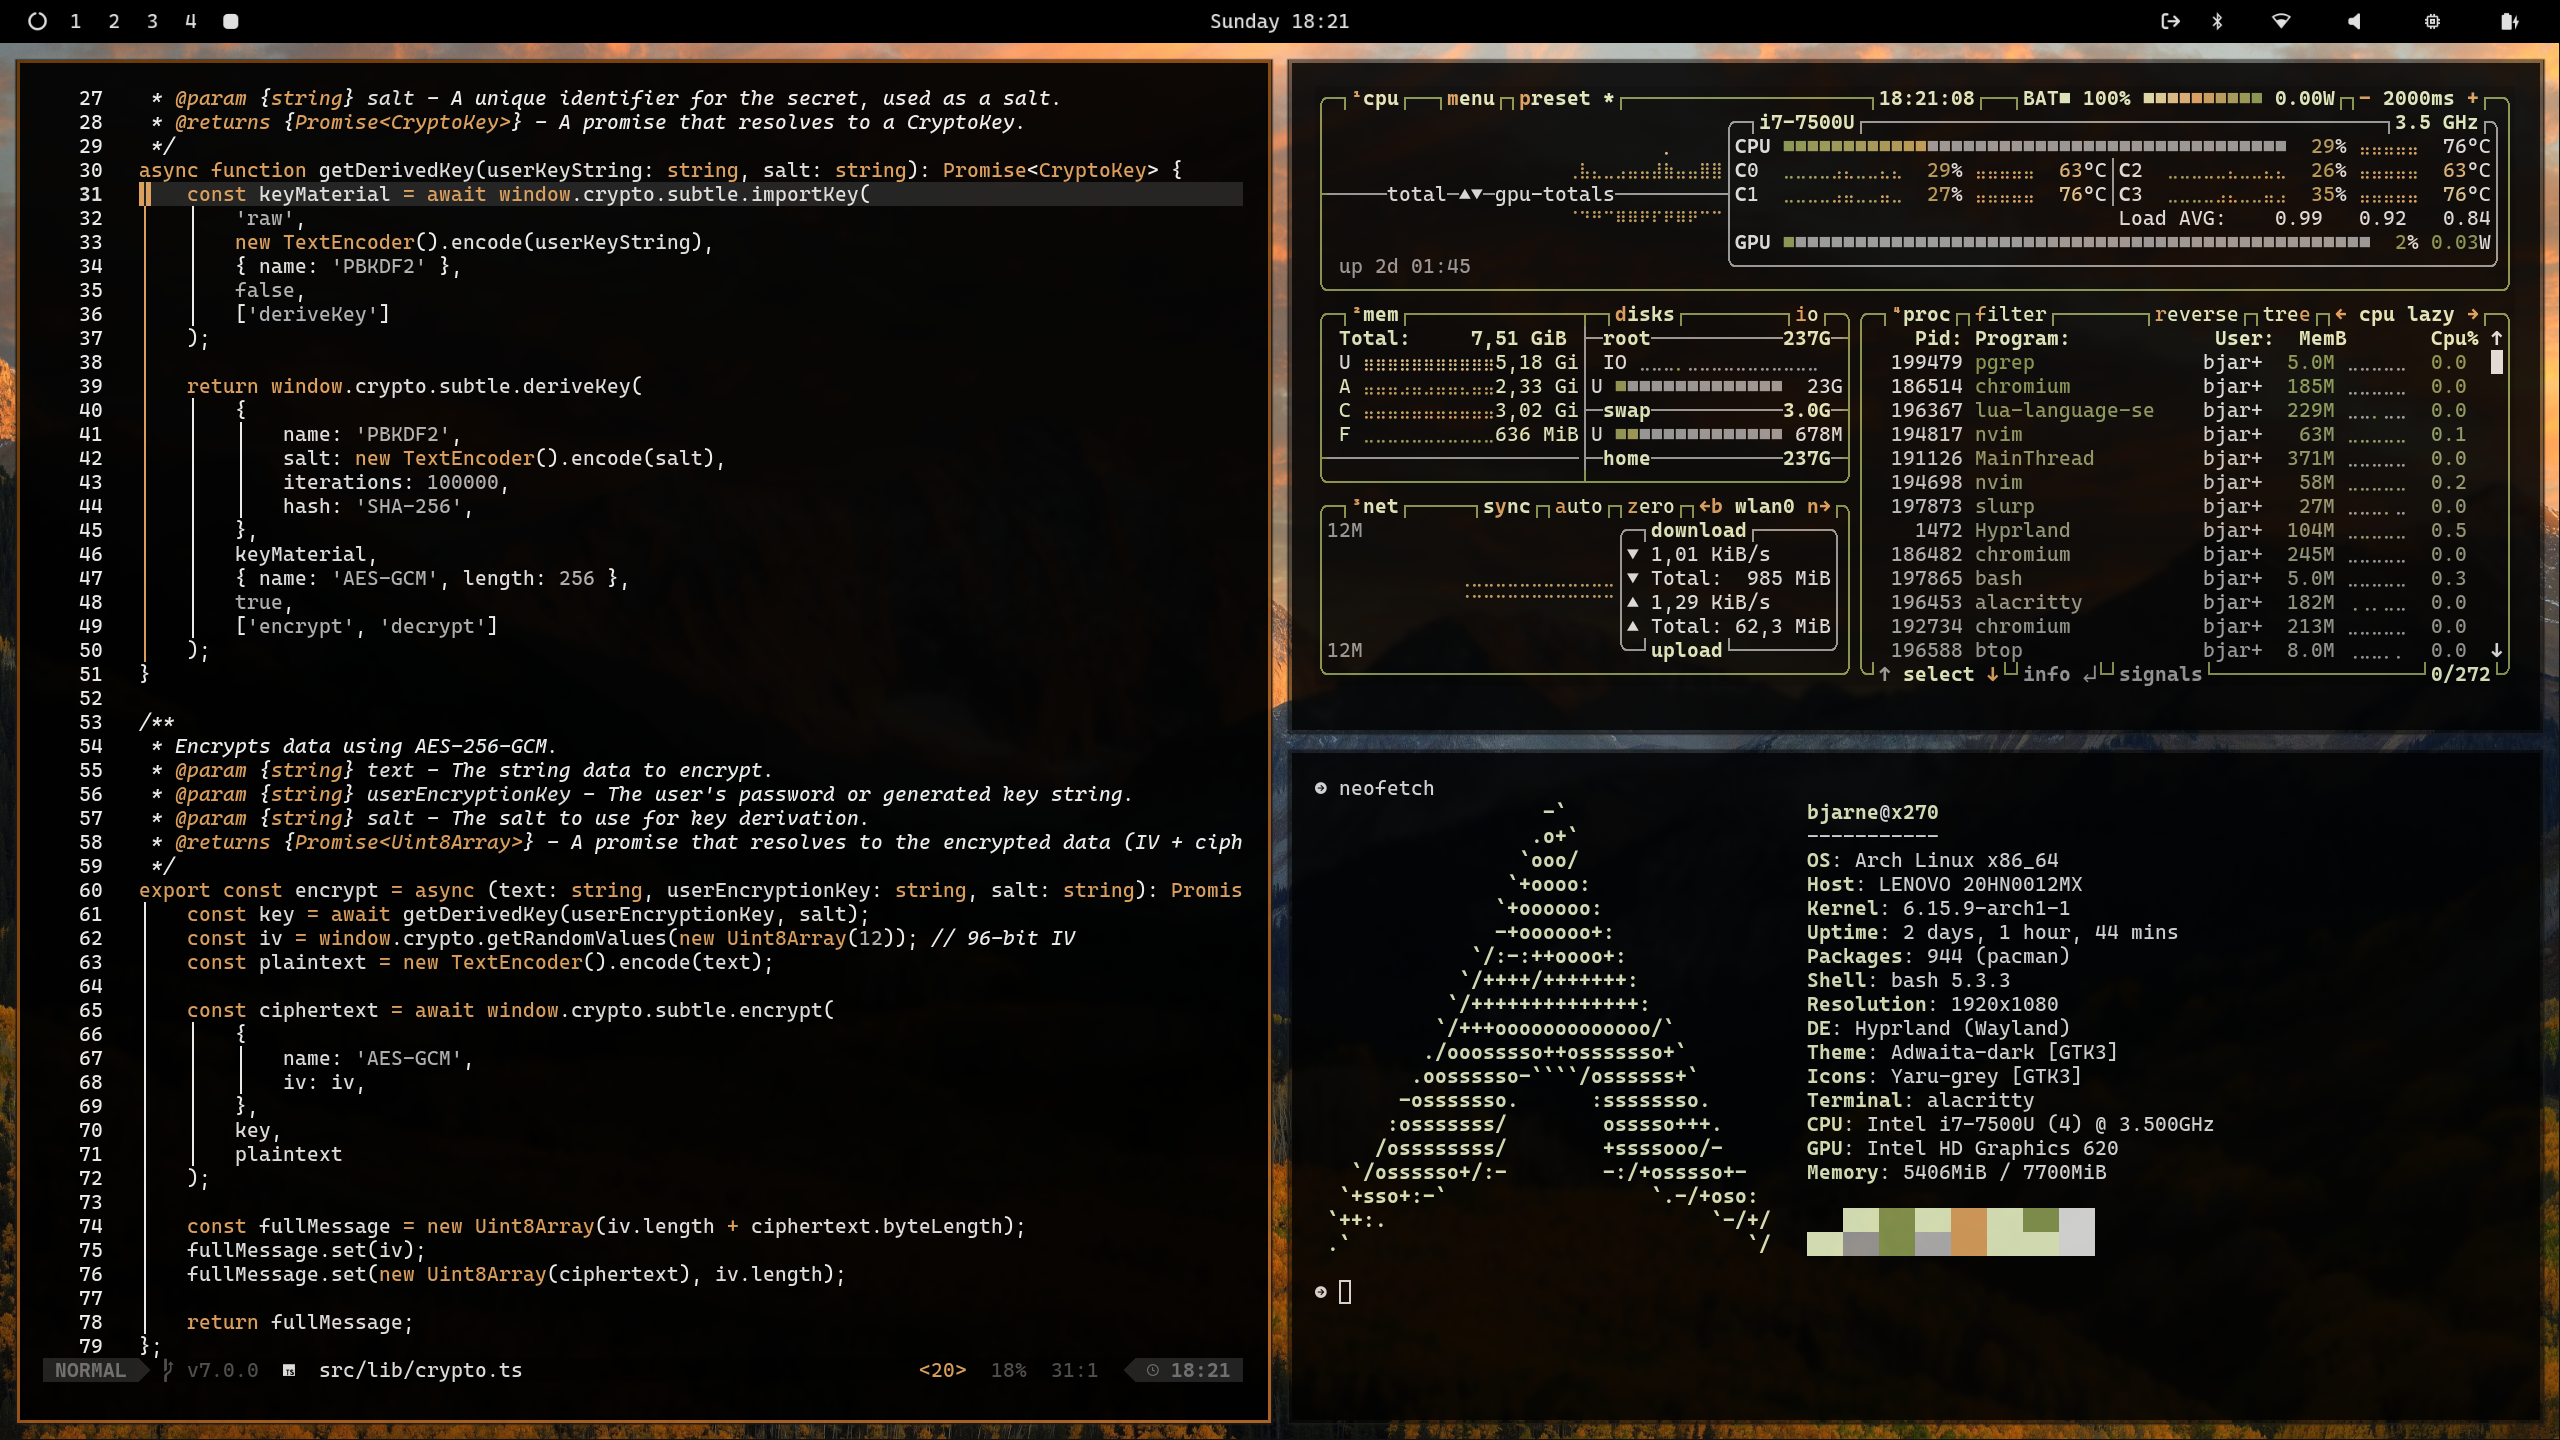 1 2 3 4
Sunday 18:21
27 * @param {string} salt - A unique identifier for the secret, used as a salt.
28 * @returns {Promise<CryptoKey>} - A promise that resolves to a CryptoKey.
29 */
30 async function getDerivedKey(userKeyString: string, salt: string): Promise<CryptoKey> {
31 const keyMaterial = await window.crypto.subtle.importKey(
32 'raw',
33 new TextEncoder().encode(userKeyString),
34 { name: 'PBKDF2' },
35 false,
36 ['deriveKey']
37 );
38
39 return window.crypto.subtle.deriveKey(
40 {
41 name: 'PBKDF2',
42 salt: new TextEncoder().encode(salt),
43 iterations: 100000,
44 hash: 'SHA-256',
45 },
46 keyMaterial,
47 { name: 'AES-GCM', length: 256 },
48 true,
49 ['encrypt', 'decrypt']
50 );
51 }
52
53 /**
54 * Encrypts data using AES-256-GCM.
55 * @param {string} text - The string data to encrypt.
56 * @param {string} userEncryptionKey - The user's password or generated key string.
57 * @param {string} salt - The salt to use for key derivation.
58 * @returns {Promise<Uint8Array>} - A promise that resolves to the encrypted data (IV + ciph
59 */
60 export const encrypt = async (text: string, userEncryptionKey: string, salt: string): Promis
61 const key = await getDerivedKey(userEncryptionKey, salt);
62 const iv = window.crypto.getRandomValues(new Uint8Array(12)); // 96-bit IV
63 const plaintext = new TextEncoder().encode(text);
64
65 const ciphertext = await window.crypto.subtle.encrypt(
66 {
67 name: 'AES-GCM',
68 iv: iv,
69 },
70 key,
71 plaintext
72 );
73
74 const fullMessage = new Uint8Array(iv.length + ciphertext.byteLength);
75 fullMessage.set(iv);
76 fullMessage.set(new Uint8Array(ciphertext), iv.length);
77
78 return fullMessage;
79 };
NORMAL v7.0.0 TS src/lib/crypto.ts <20> 18% 31:1 18:21
¹cpu menu preset * 18:21:08 BAT■ 100% 0.00W - 2000ms +
i7-7500U 3.5 GHz
CPU 29% 76°C
C0 29% 63°C C2 26% 63°C
total ▲▼ gpu-totals
C1 27% 76°C C3 35% 76°C
Load AVG: 0.99 0.92 0.84
GPU 2% 0.03W
up 2d 01:45
²mem
Total: 7,51 GiB
U 5,18 Gi
A 2,33 Gi
C 3,02 Gi
F 636 MiB
disks io
root 237G
IO
U 23G
swap 3.0G
U 678M
home 237G
³net sync auto zero ←b wlan0 n→
12M
download
▼ 1,01 KiB/s
▼ Total: 985 MiB
▲ 1,29 KiB/s
▲ Total: 62,3 MiB
12M
upload
⁴proc filter reverse tree ← cpu lazy →
Pid: Program: User: MemB Cpu% ↑
199479 pgrep bjar+ 5.0M 0.0
186514 chromium bjar+ 185M 0.0
196367 lua-language-se bjar+ 229M 0.0
194817 nvim bjar+ 63M 0.1
191126 MainThread bjar+ 371M 0.0
194698 nvim bjar+ 58M 0.2
197873 slurp bjar+ 27M 0.0
1472 Hyprland bjar+ 104M 0.5
186482 chromium bjar+ 245M 0.0
197865 bash bjar+ 5.0M 0.3
196453 alacritty bjar+ 182M 0.0
192734 chromium bjar+ 213M 0.0
196588 btop bjar+ 8.0M 0.0 ↓
↑ select ↓ info ↲ signals 0/272
neofetch
-`
.o+`
`ooo/
`+oooo:
`+oooooo:
-+oooooo+:
`/:-:++oooo+:
`/++++/+++++++:
`/++++++++++++++:
`/+++ooooooooooooo/`
./ooosssso++osssssso+`
.oossssso-````/ossssss+`
-osssssso. :ssssssso.
:osssssss/ osssso+++.
/ossssssss/ +ssssooo/-
`/ossssso+/:- -:/+osssso+-
`+sso+:-` `.-/+oso:
`++:. `-/+/
.` `/
bjarne@x270
-----------
OS: Arch Linux x86_64
Host: LENOVO 20HN0012MX
Kernel: 6.15.9-arch1-1
Uptime: 2 days, 1 hour, 44 mins
Packages: 944 (pacman)
Shell: bash 5.3.3
Resolution: 1920x1080
DE: Hyprland (Wayland)
Theme: Adwaita-dark [GTK3]
Icons: Yaru-grey [GTK3]
Terminal: alacritty
CPU: Intel i7-7500U (4) @ 3.500GHz
GPU: Intel HD Graphics 620
Memory: 5406MiB / 7700MiB